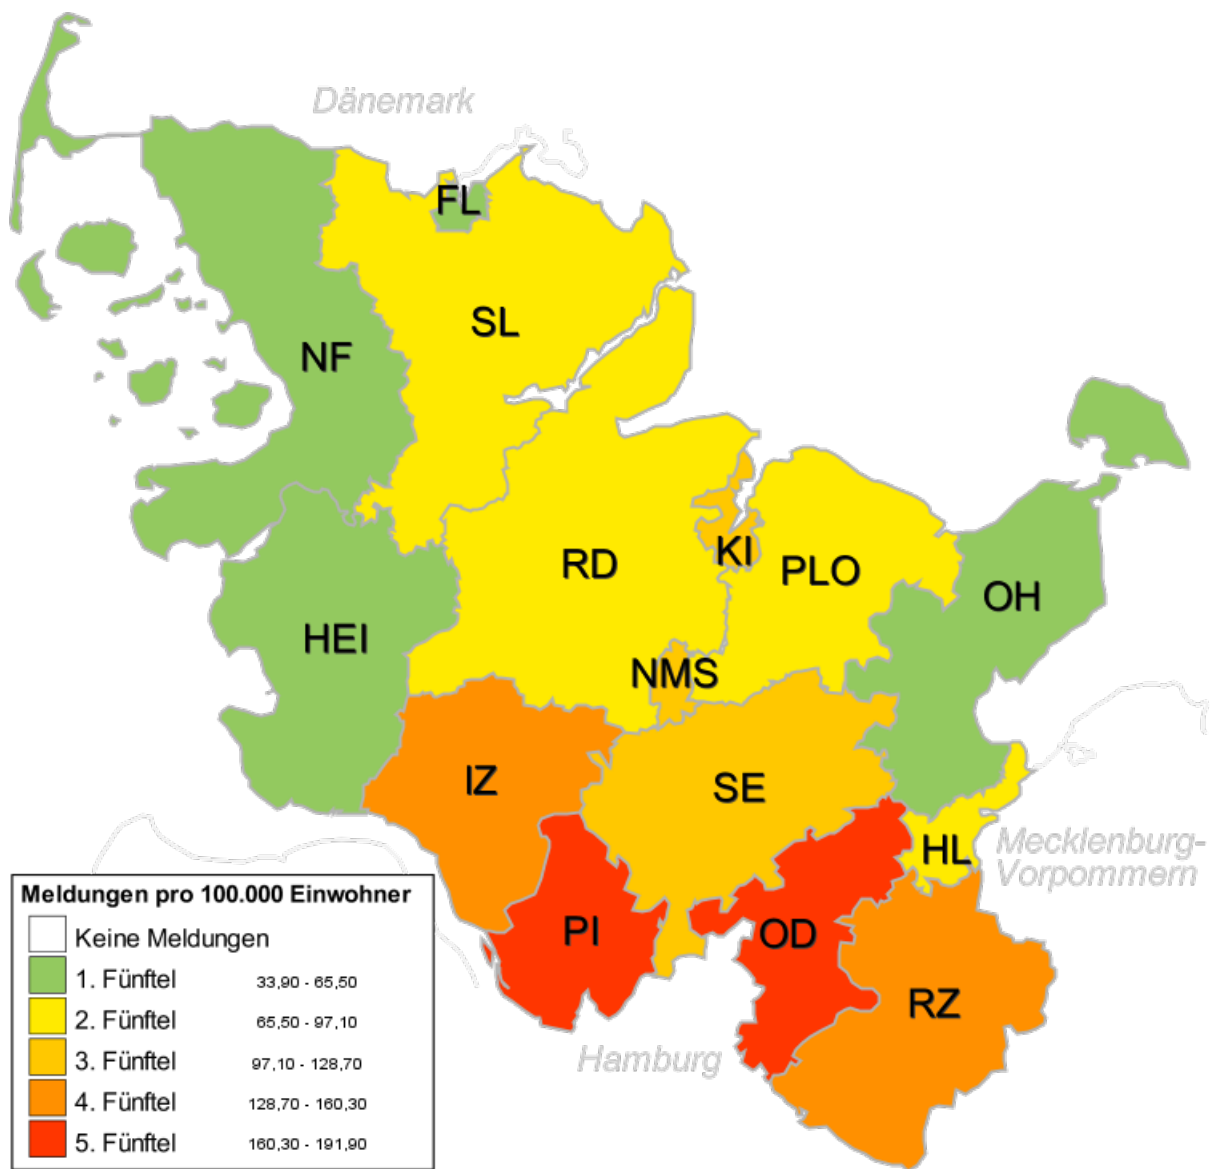 Dänemark
FL
SL
NF
RD
KI
PLO
OH
HEI
NMS
IZ
SE
HL
Mecklenburg-
Vorpommern
PI
OD
RZ
Hamburg
Meldungen pro 100.000 Einwohner
Keine Meldungen
1. Fünftel 33,90 - 65,50
2. Fünftel 65,50 - 97,10
3. Fünftel 97,10 - 128,70
4. Fünftel 128,70 - 160,30
5. Fünftel 160,30 - 191,90